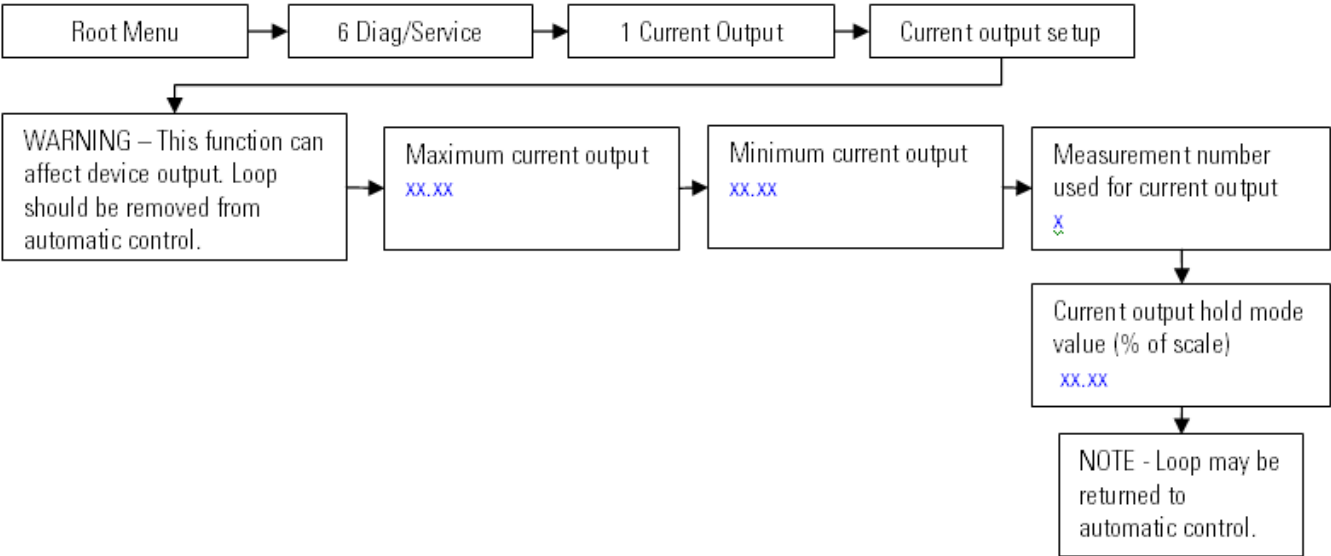 Root Menu
6 Diag/Service
1 Current Output
Current output setup
WARNING – This function can
affect device output. Loop
should be removed from
automatic control.
Maximum current output
xx.xx
Minimum current output
xx.xx
Measurement number
used for current output
x
Current output hold mode
value (% of scale)
xx.xx
NOTE - Loop may be
returned to
automatic control.